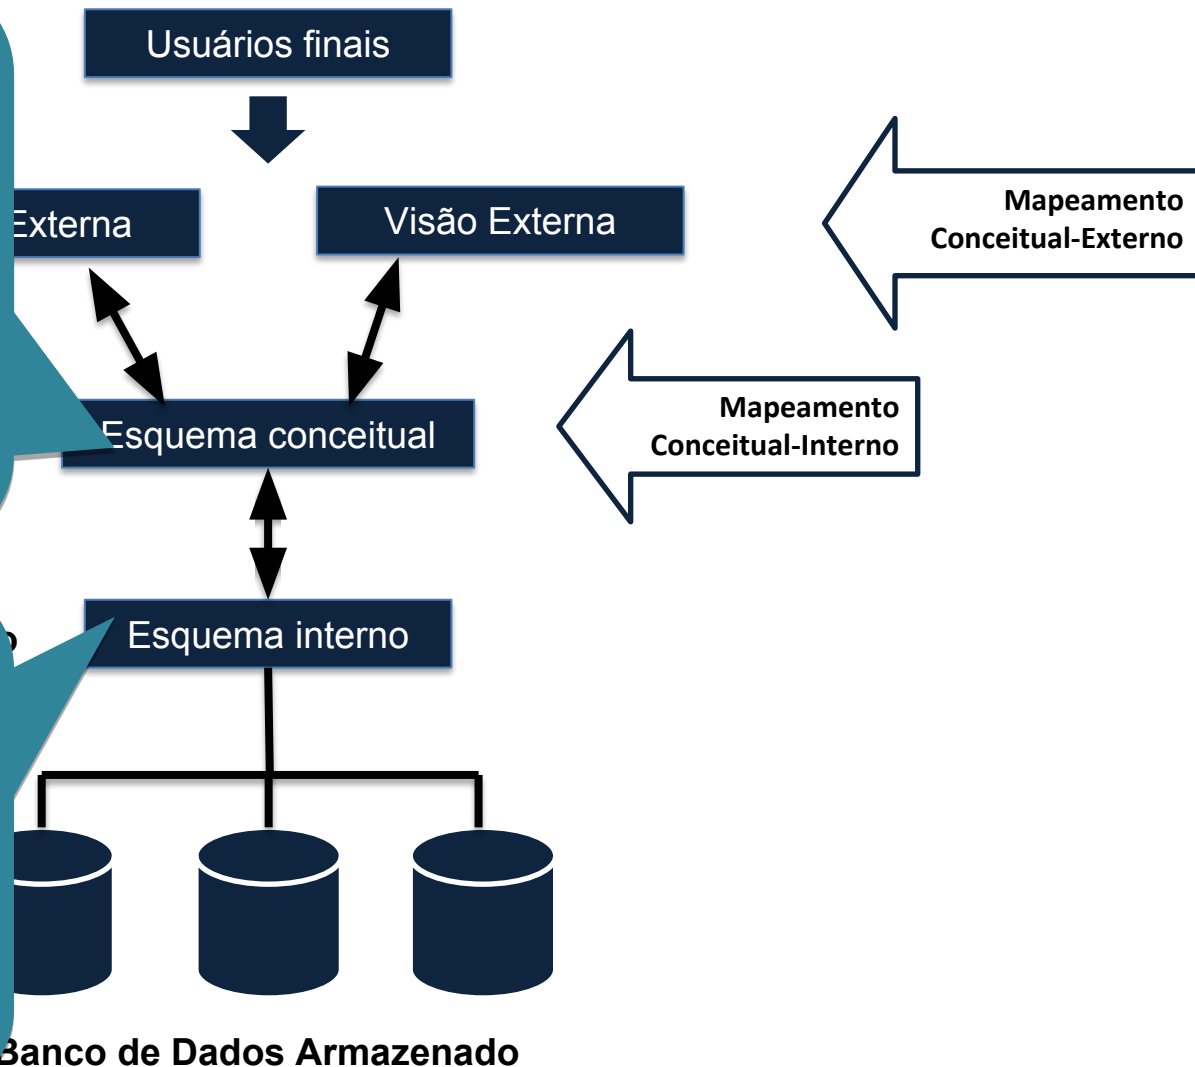 Usuários finais
Externa
Visão Externa
Mapeamento
Conceitual-Externo
Mapeamento
Conceitual-Interno
Esquema conceitual
Esquema interno
Banco de Dados Armazenado